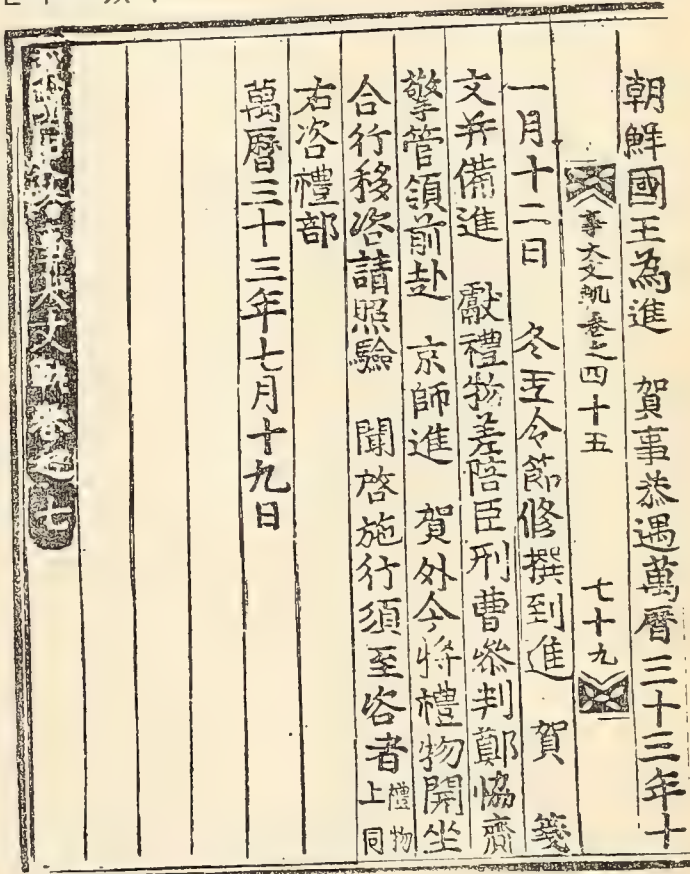 朝鮮國王為進　賀事恭遇萬曆三十三年十
事大文軌卷之四十五　七十九
一月十二日　冬至令節修撰到進　賀　箋
文并備進　獻禮物差陪臣刑曹參判鄭恊齎
擎管領前赴　京師進　賀外今將禮物開坐
合行移咨請照驗　聞啓施行須至咨者禮物上同
右咨禮部
萬曆三十三年七月十九日
事大文軌卷之